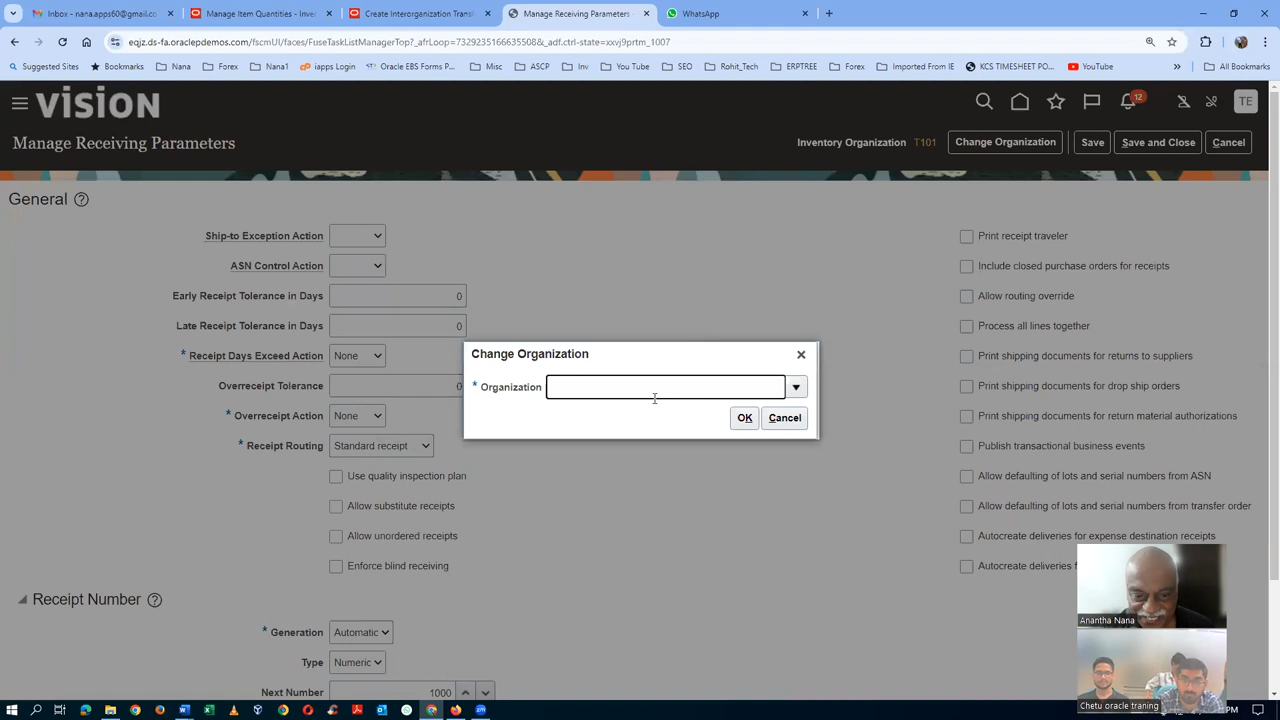 Inbox - nana.apps60@gmail.co
Manage Item Quantities - Inve
Create Interorganization Trans
Manage Receiving Parameters
WhatsApp
eqjz.ds-fa.oraclepdemos.com/fscmUI/faces/FuseTaskListManagerTop?_afrLoop=73292351666355​08&_adf.ctrl-state=xxvj9prtm_1007
Suggested Sites
Bookmarks
Nana
Forex
Nana1
iapps Login
Oracle EBS Forms P...
Misc
ASCP
Inv
You Tube
SEO
Rohit_Tech
ERPTREE
Forex
Imported From IE
KCS TIMESHEET PO...
YouTube
All Bookmarks
VISION
12
TE
Manage Receiving Parameters
Inventory Organization T101
Change Organization
Save
Save and Close
Cancel
General
Ship-to Exception Action
ASN Control Action
Early Receipt Tolerance in Days 0
Late Receipt Tolerance in Days 0
* Receipt Days Exceed Action None
Overreceipt Tolerance 0
* Overreceipt Action None
* Receipt Routing Standard receipt
Use quality inspection plan
Allow substitute receipts
Allow unordered receipts
Enforce blind receiving
Print receipt traveler
Include closed purchase orders for receipts
Allow routing override
Process all lines together
Print shipping documents for returns to suppliers
Print shipping documents for drop ship orders
Print shipping documents for return material authorizations
Publish transactional business events
Allow defaulting of lots and serial numbers from ASN
Allow defaulting of lots and serial numbers from transfer order
Autocreate deliveries for expense destination receipts
Autocreate deliveries f
Change Organization
* Organization
OK
Cancel
Receipt Number
* Generation Automatic
Type Numeric
Next Number 1000
Anantha Nana
Chetu oracle traning
PM